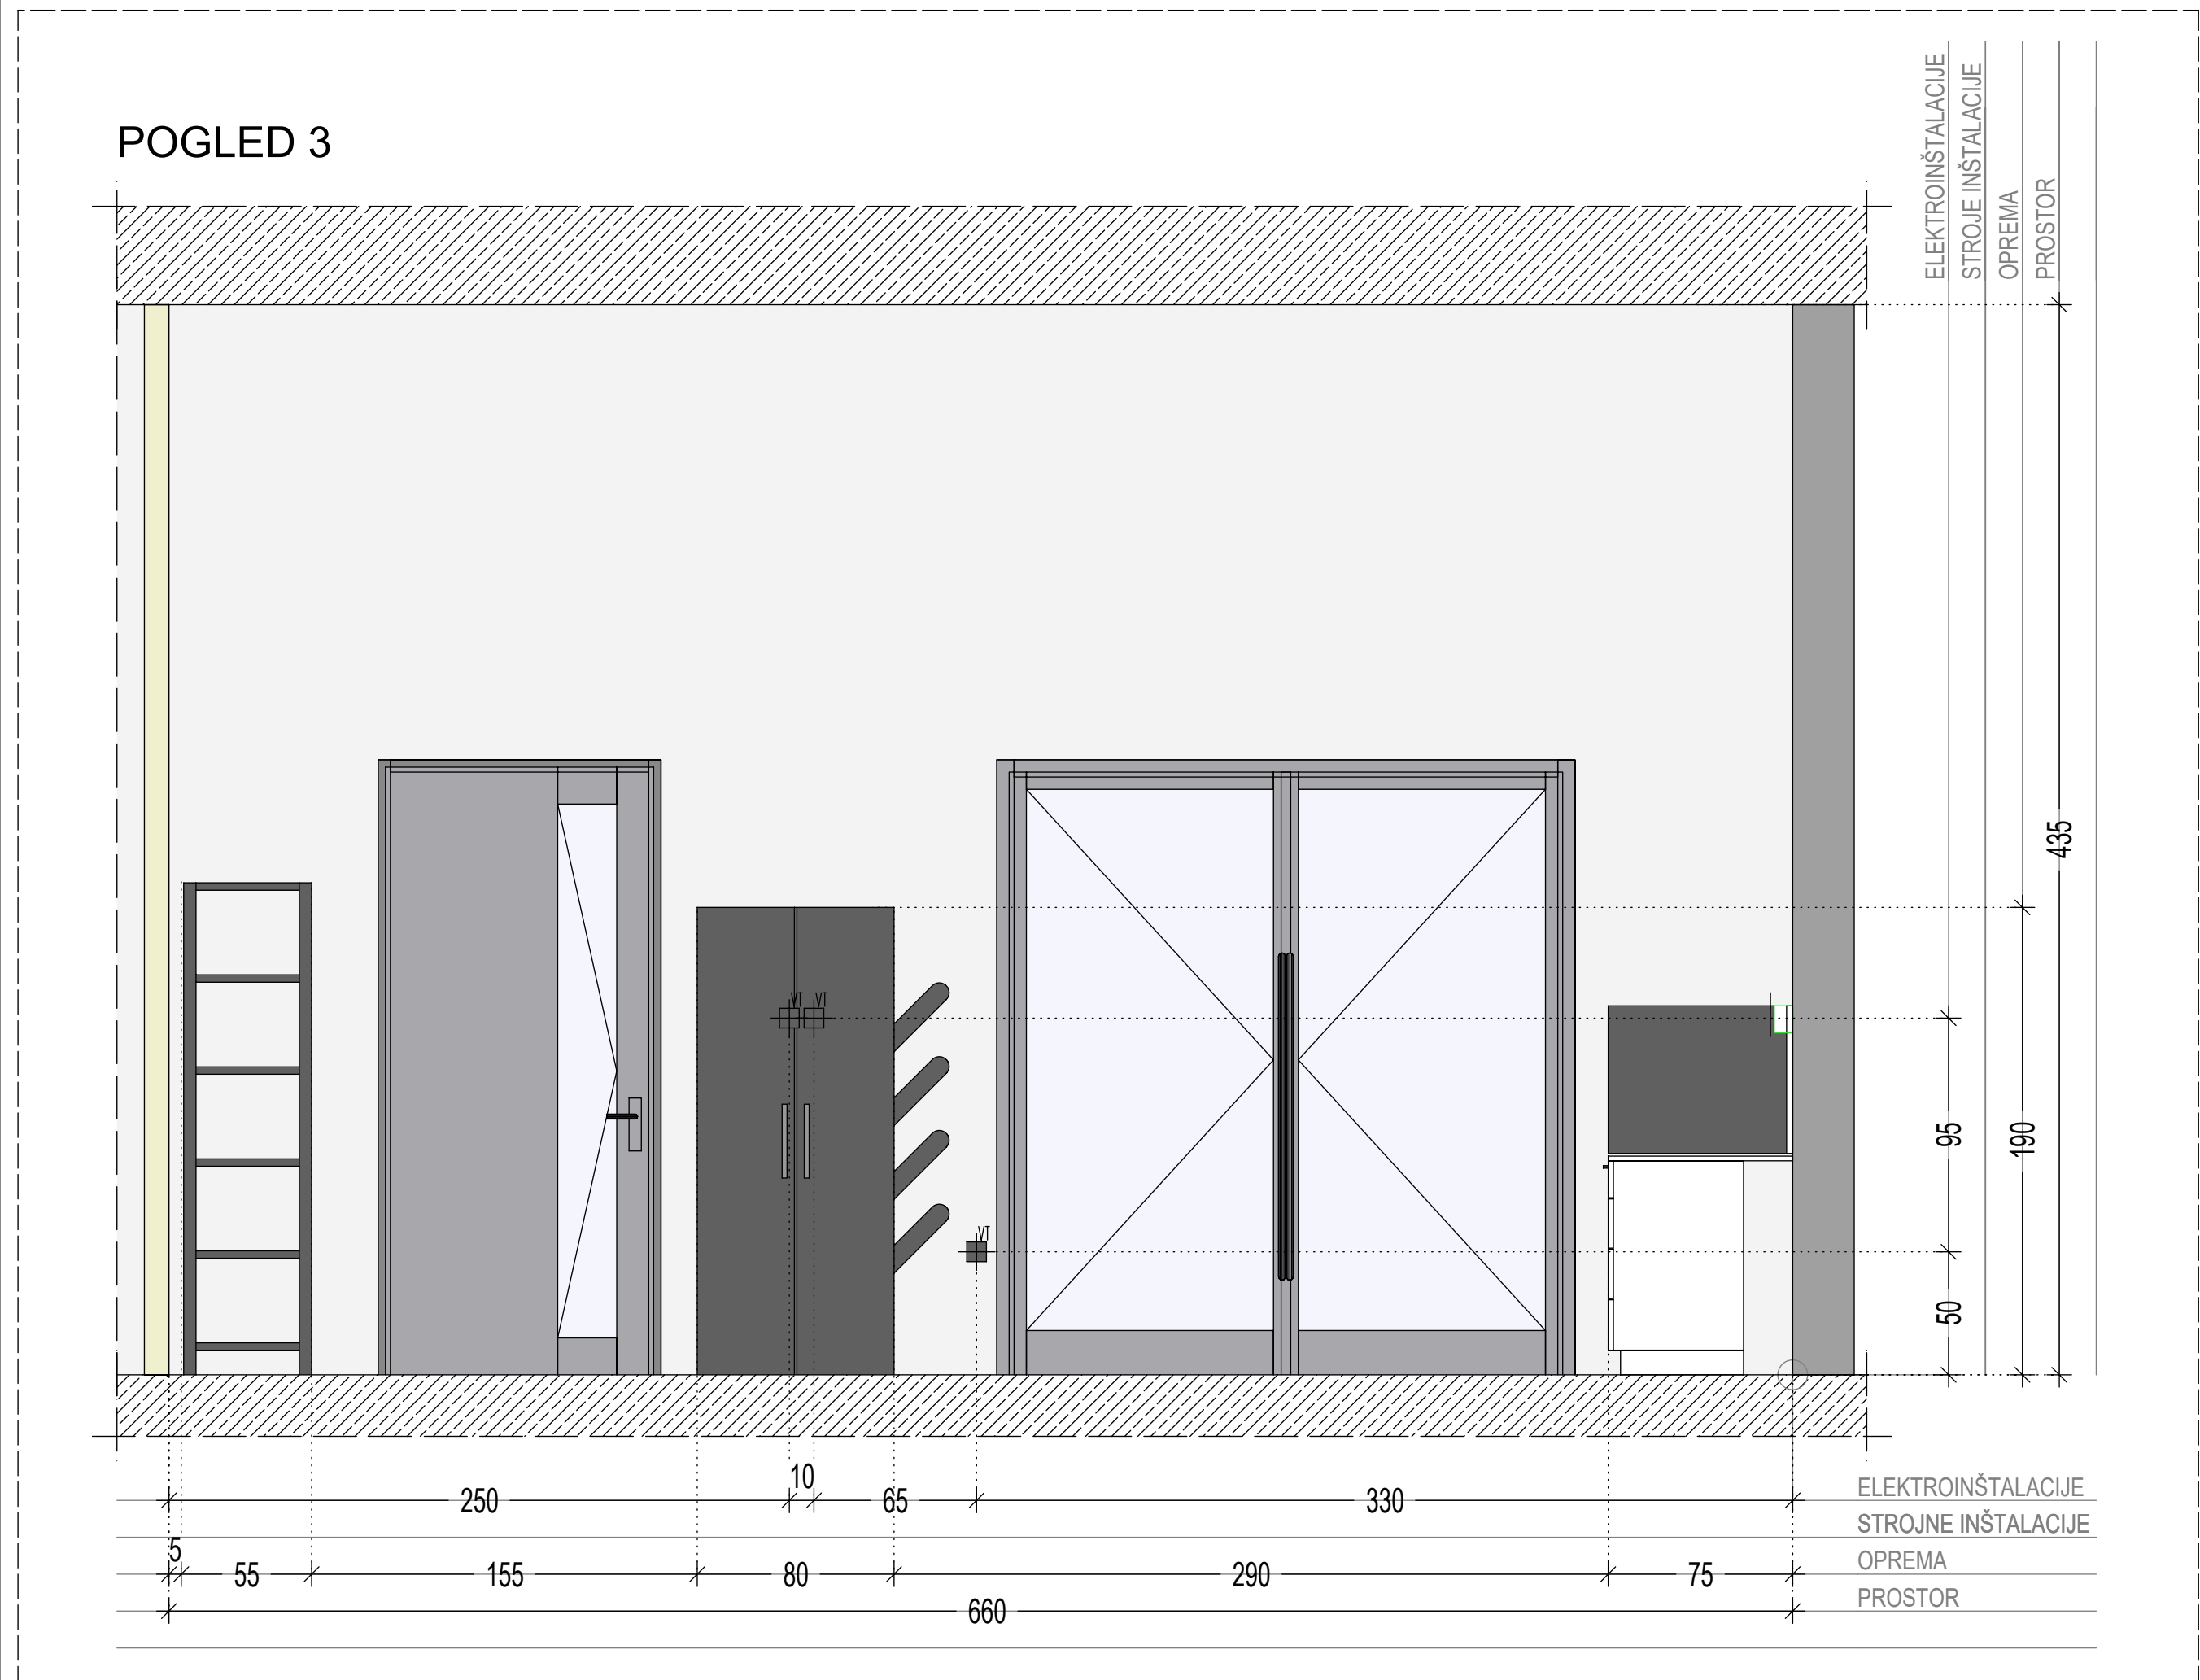 POGLED 3
ELEKTROINŠTALACIJE
STROJE INŠTALACIJE
OPREMA
PROSTOR
435
VT VT
95
190
VT
50
10
250 65 330
ELEKTROINŠTALACIJE
STROJNE INŠTALACIJE
5
55 155 80 290 75
OPREMA
660
PROSTOR